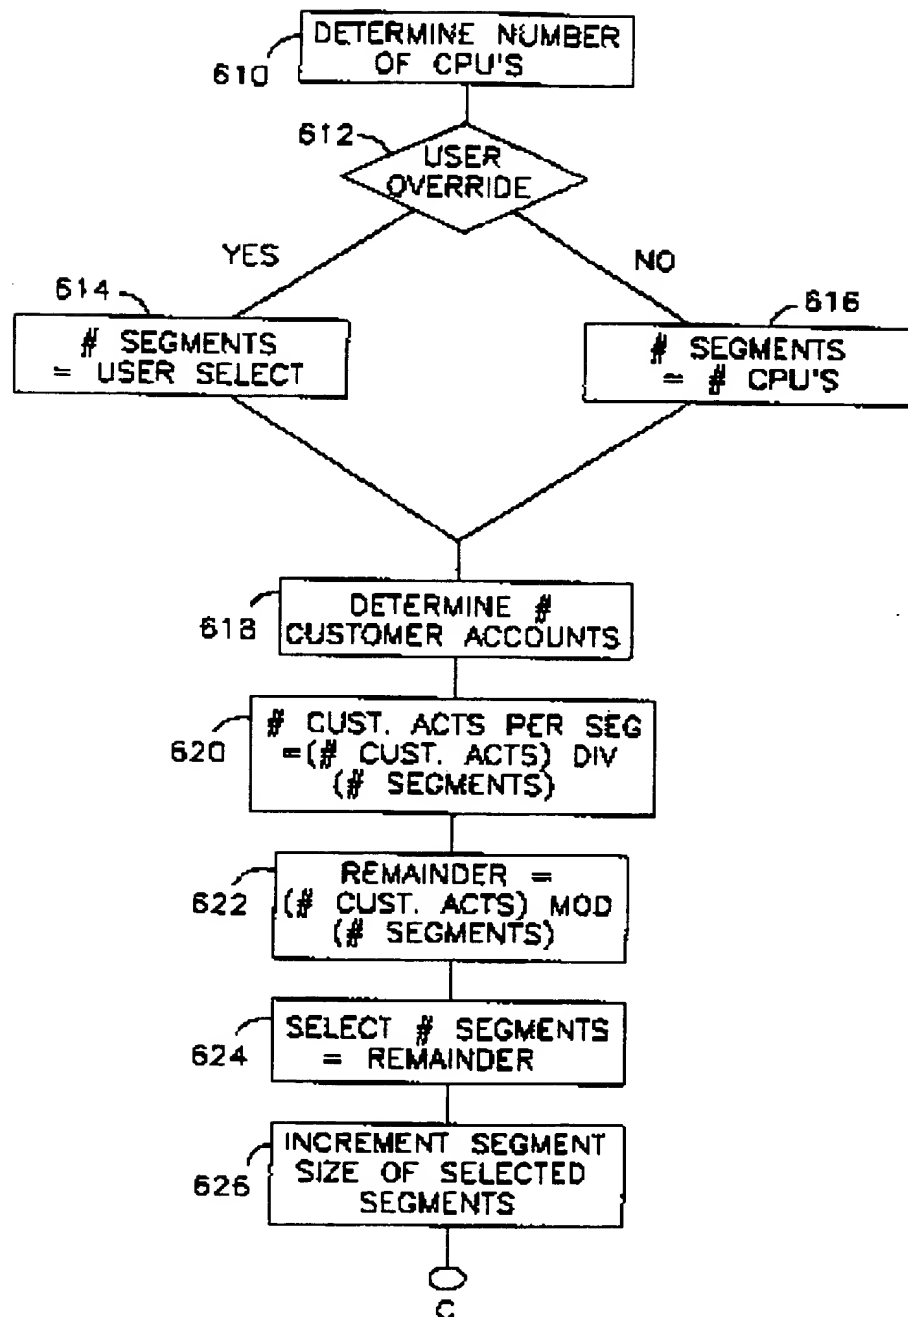 DETERMINE NUMBER
OF CPU'S
610
612
USER
OVERRIDE
YES
NO
614
# SEGMENTS
= USER SELECT
616
# SEGMENTS
= # CPU'S
618
DETERMINE #
CUSTOMER ACCOUNTS
620
# CUST. ACTS PER SEG
=(# CUST. ACTS) DIV
(# SEGMENTS)
622
REMAINDER =
(# CUST. ACTS) MOD
(# SEGMENTS)
624
SELECT # SEGMENTS
= REMAINDER
626
INCREMENT SEGMENT
SIZE OF SELECTED
SEGMENTS
C